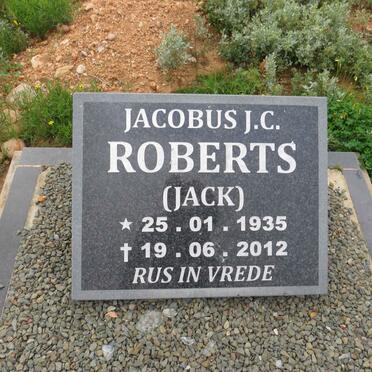 JACOBUS J.C.
ROBERTS
(JACK)
★ 25 . 01 . 1935
✝ 19 . 06 . 2012
RUS IN VREDE